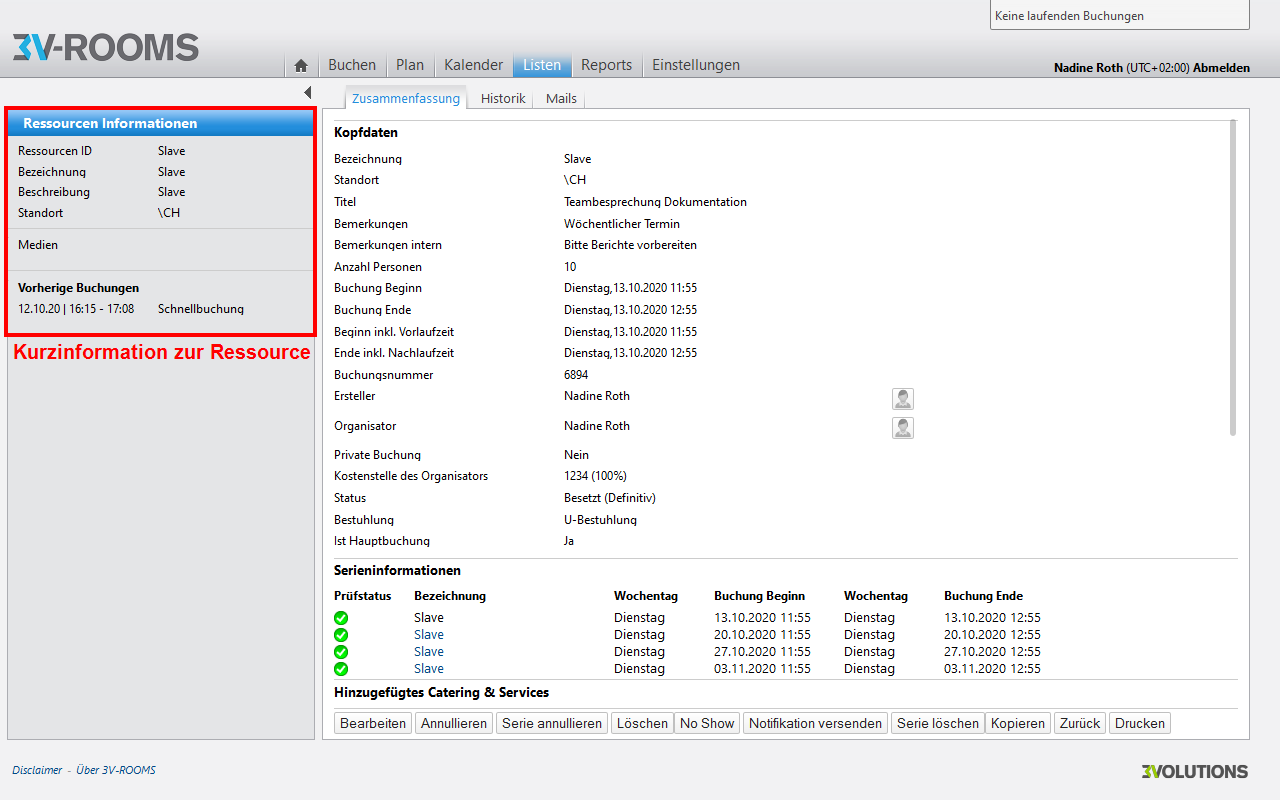 Keine laufenden Buchungen
3V-ROOMS
Buchen Plan Kalender Listen Reports Einstellungen
Nadine Roth (UTC+02:00) Abmelden
Zusammenfassung Historik Mails
Ressourcen Informationen
Ressourcen ID Slave
Bezeichnung Slave
Beschreibung Slave
Standort \CH
Medien
Vorherige Buchungen
12.10.20 | 16:15 - 17:08 Schnellbuchung
Kurzinformation zur Ressource
Kopfdaten
Bezeichnung Slave
Standort \CH
Titel Teambesprechung Dokumentation
Bemerkungen Wöchentlicher Termin
Bemerkungen intern Bitte Berichte vorbereiten
Anzahl Personen 10
Buchung Beginn Dienstag,13.10.2020 11:55
Buchung Ende Dienstag,13.10.2020 12:55
Beginn inkl. Vorlaufzeit Dienstag,13.10.2020 11:55
Ende inkl. Nachlaufzeit Dienstag,13.10.2020 12:55
Buchungsnummer 6894
Ersteller Nadine Roth
Organisator Nadine Roth
Private Buchung Nein
Kostenstelle des Organisators 1234 (100%)
Status Besetzt (Definitiv)
Bestuhlung U-Bestuhlung
Ist Hauptbuchung Ja
Serieninformationen
Prüfstatus Bezeichnung Wochentag Buchung Beginn Wochentag Buchung Ende
Slave Dienstag 13.10.2020 11:55 Dienstag 13.10.2020 12:55
Slave Dienstag 20.10.2020 11:55 Dienstag 20.10.2020 12:55
Slave Dienstag 27.10.2020 11:55 Dienstag 27.10.2020 12:55
Slave Dienstag 03.11.2020 11:55 Dienstag 03.11.2020 12:55
Hinzugefügtes Catering & Services
Bearbeiten Annullieren Serie annullieren Löschen No Show Notifikation versenden Serie löschen Kopieren Zurück Drucken
Disclaimer - Über 3V-ROOMS
3VOLUTIONS